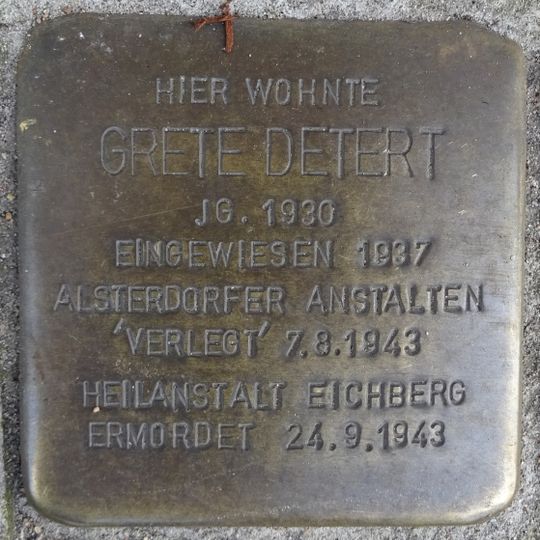 HIER WOHNTE
GRETE DETERT
JG. 1930
EINGEWIESEN 1937
ALSTERDORFER ANSTALTEN
'VERLEGT' 7.8.1943
HEILANSTALT EICHBERG
ERMORDET 24.9.1943